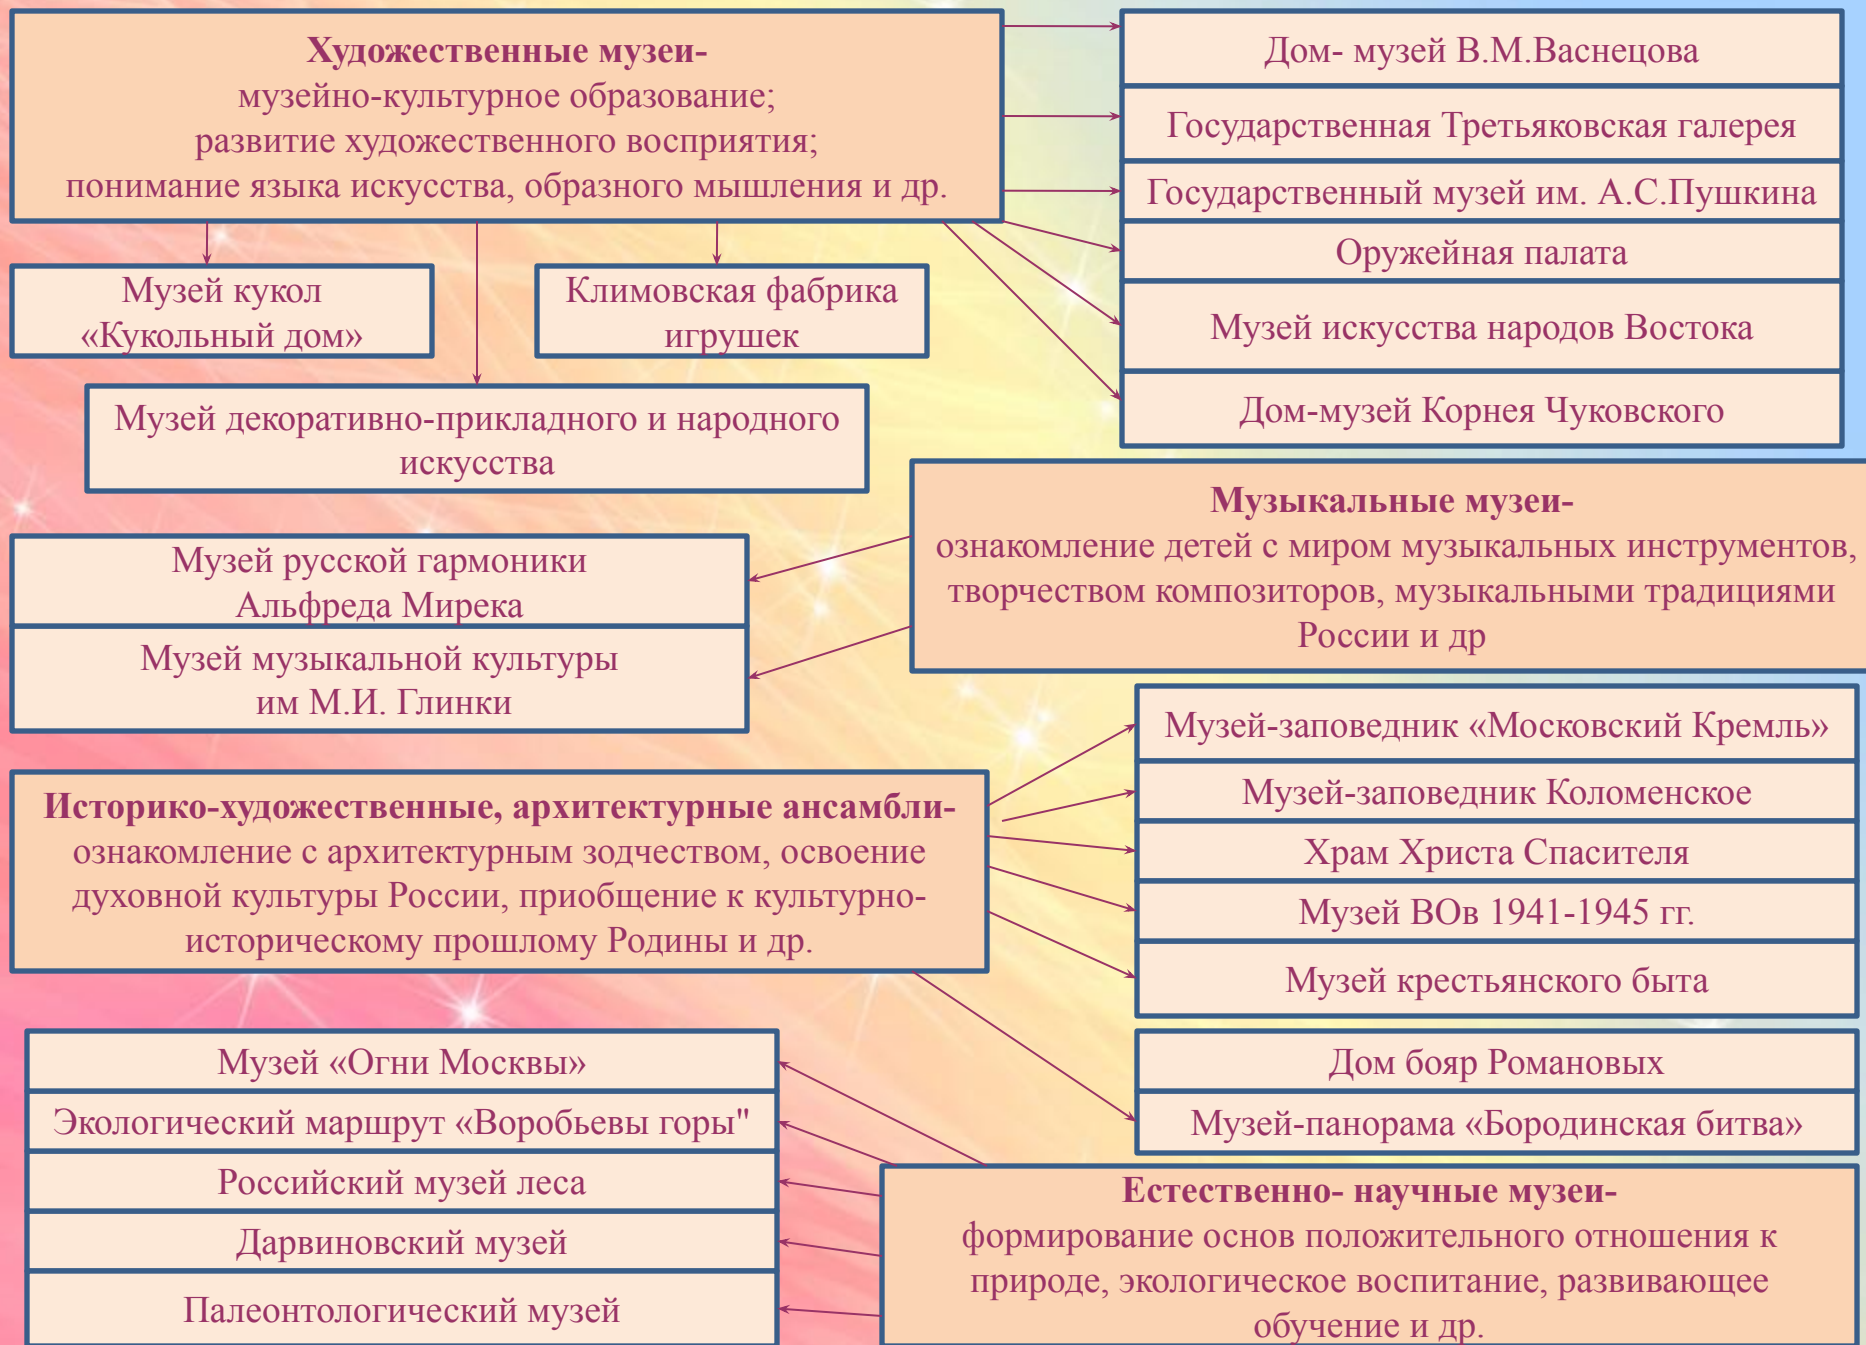 Художественные музеи-
музейно-культурное образование;
развитие художественного восприятия;
понимание языка искусства, образного мышления и др.
Дом- музей В.М.Васнецова
Государственная Третьяковская галерея
Государственный музей им. А.С.Пушкина
Оружейная палата
Музей искусства народов Востока
Дом-музей Корнея Чуковского
Музей кукол
«Кукольный дом»
Климовская фабрика
игрушек
Музей декоративно-прикладного и народного
искусства
Музыкальные музеи-
ознакомление детей с миром музыкальных инструментов,
творчеством композиторов, музыкальными традициями
России и др
Музей русской гармоники
Альфреда Мирека
Музей музыкальной культуры
им М.И. Глинки
Историко-художественные, архитектурные ансамбли-
ознакомление с архитектурным зодчеством, освоение
духовной культуры России, приобщение к культурно-
историческому прошлому Родины и др.
Музей-заповедник «Московский Кремль»
Музей-заповедник Коломенское
Храм Христа Спасителя
Музей ВОв 1941-1945 гг.
Музей крестьянского быта
Дом бояр Романовых
Музей-панорама «Бородинская битва»
Музей «Огни Москвы»
Экологический маршрут «Воробьевы горы"
Российский музей леса
Дарвиновский музей
Палеонтологический музей
Естественно- научные музеи-
формирование основ положительного отношения к
природе, экологическое воспитание, развивающее
обучение и др.